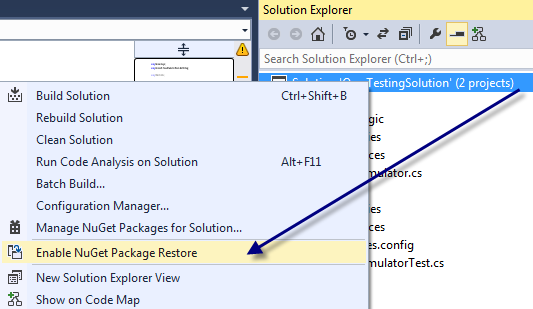 Solution Explorer
Search Solution Explorer (Ctrl+;)
TestingSolution' (2 projects)
Build Solution Ctrl+Shift+B
Rebuild Solution
Clean Solution
Run Code Analysis on Solution Alt+F11
Batch Build...
Configuration Manager...
Manage NuGet Packages for Solution...
Enable NuGet Package Restore
New Solution Explorer View
Show on Code Map
gic
es
ces
mulator.cs
es
ces
es.config
mulatorTest.cs